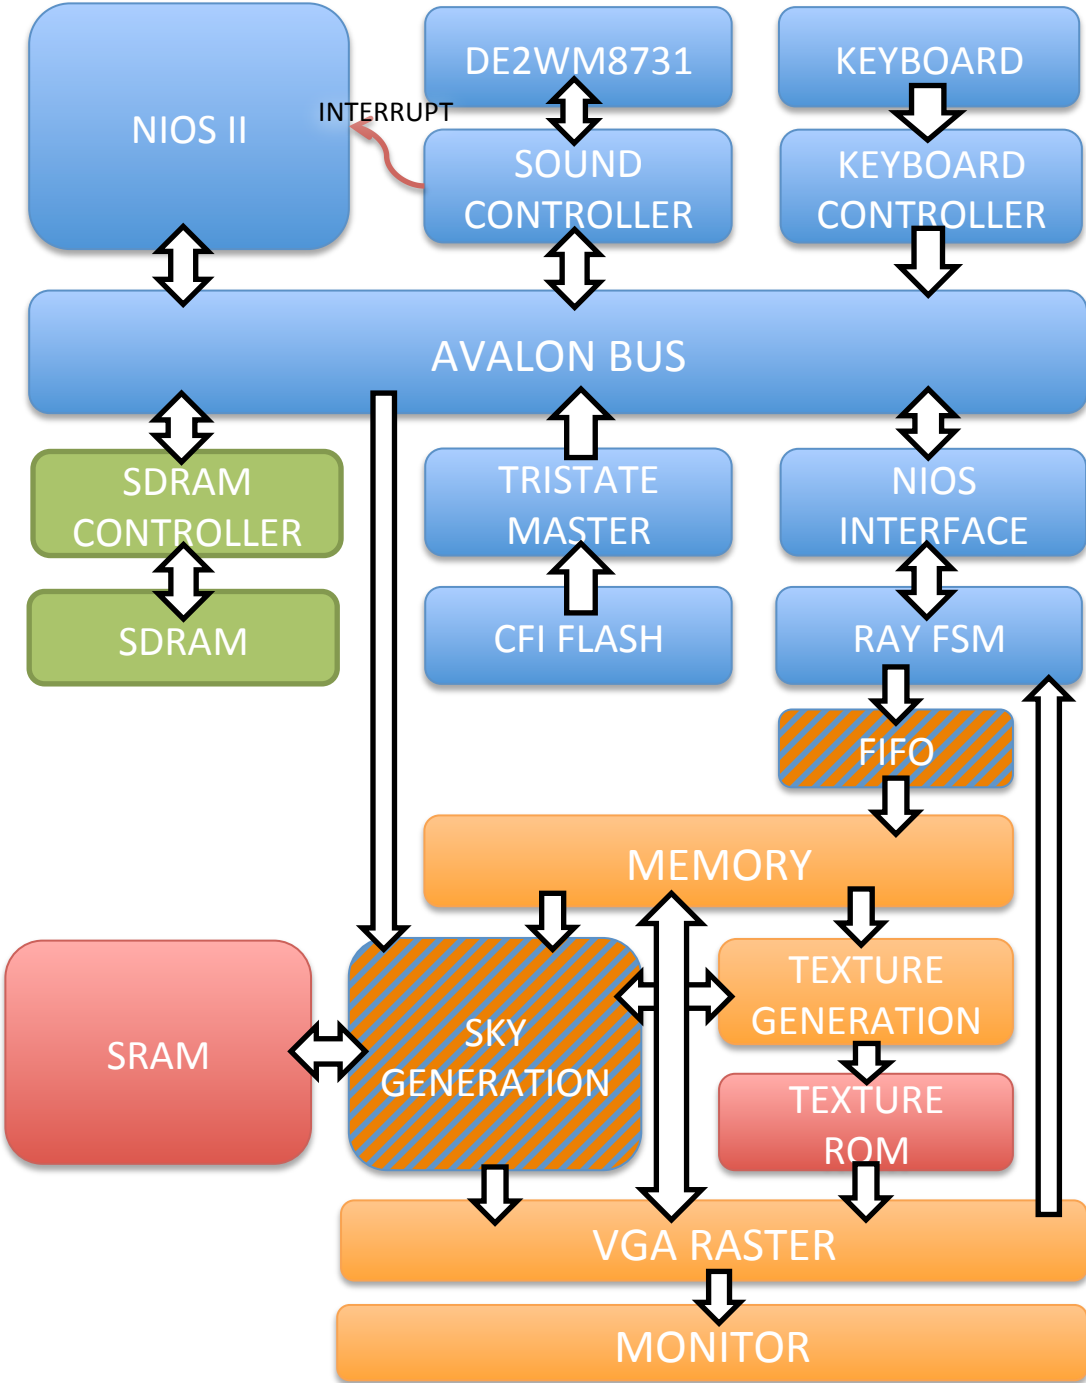 NIOS II
DE2WM8731
KEYBOARD
INTERRUPT
SOUND
CONTROLLER
KEYBOARD
CONTROLLER
AVALON BUS
SDRAM
CONTROLLER
TRISTATE
MASTER
NIOS
INTERFACE
SDRAM
CFI FLASH
RAY FSM
FIFO
MEMORY
SRAM
SKY
GENERATION
TEXTURE
GENERATION
TEXTURE
ROM
VGA RASTER
MONITOR